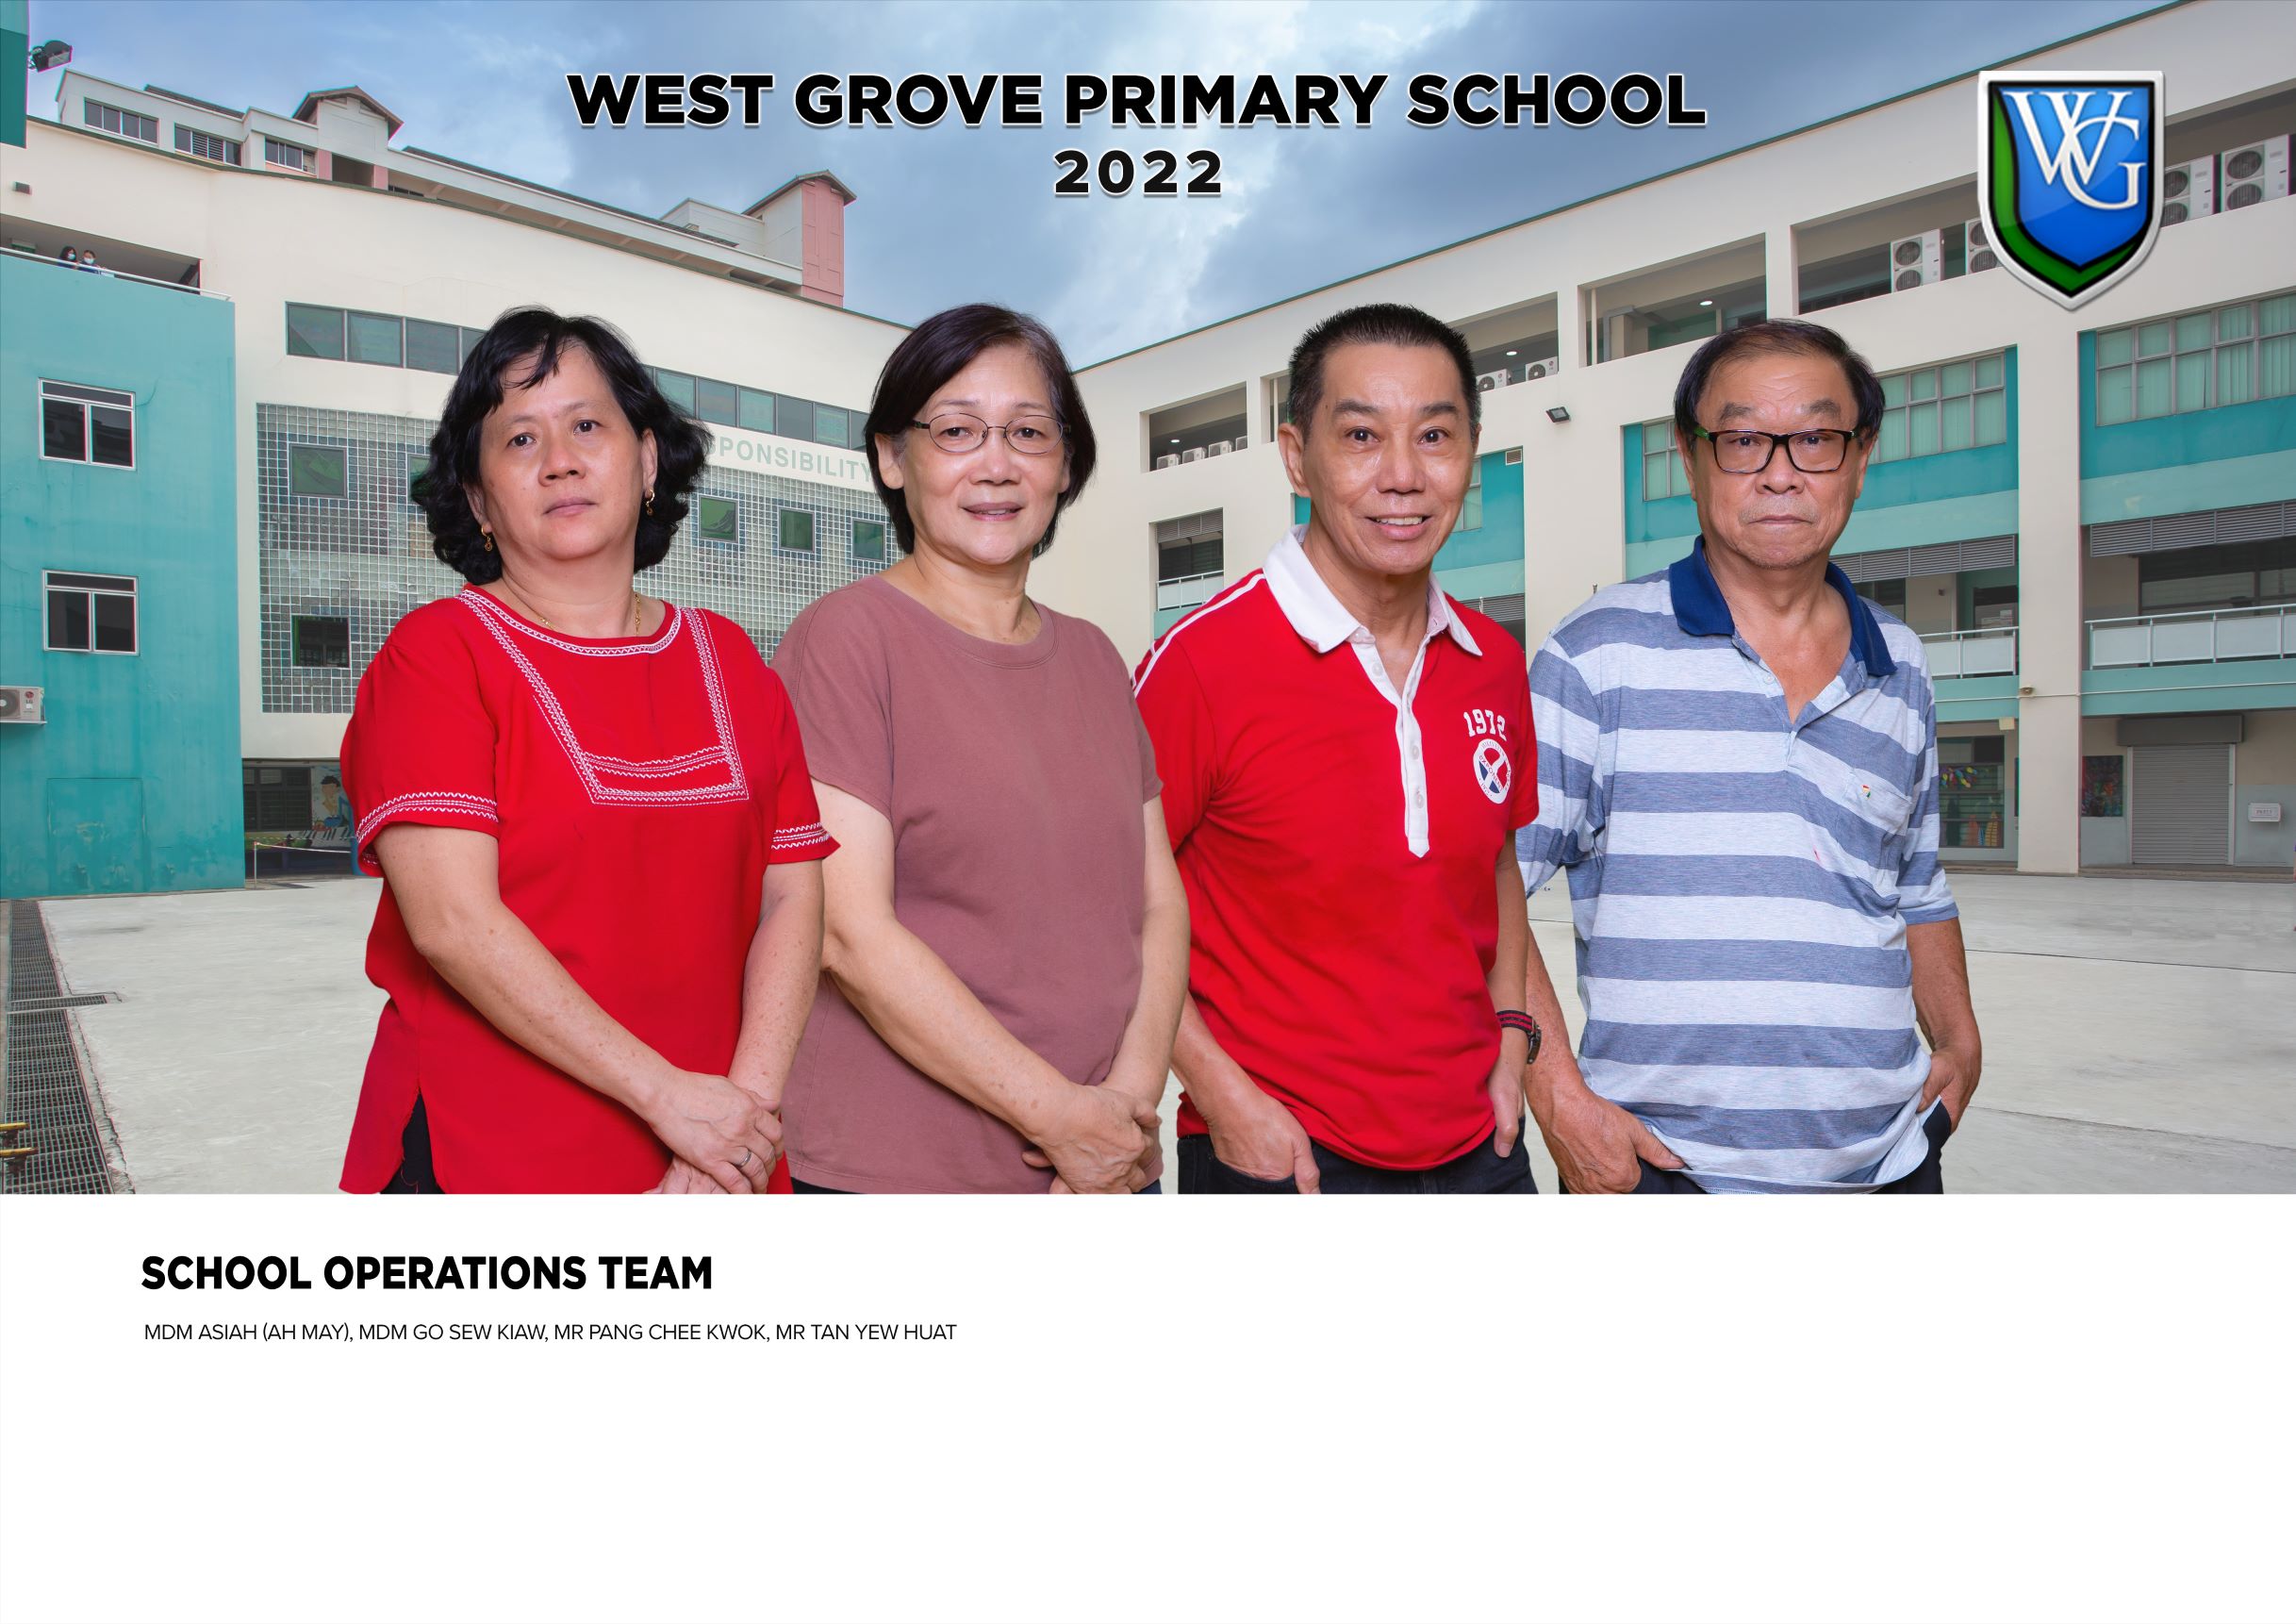 WEST GROVE PRIMARY SCHOOL
2022
WG
PONSIBILITY
1972
SCHOOL OPERATIONS TEAM
MDM ASIAH (AH MAY), MDM GO SEW KIAW, MR PANG CHEE KWOK, MR TAN YEW HUAT